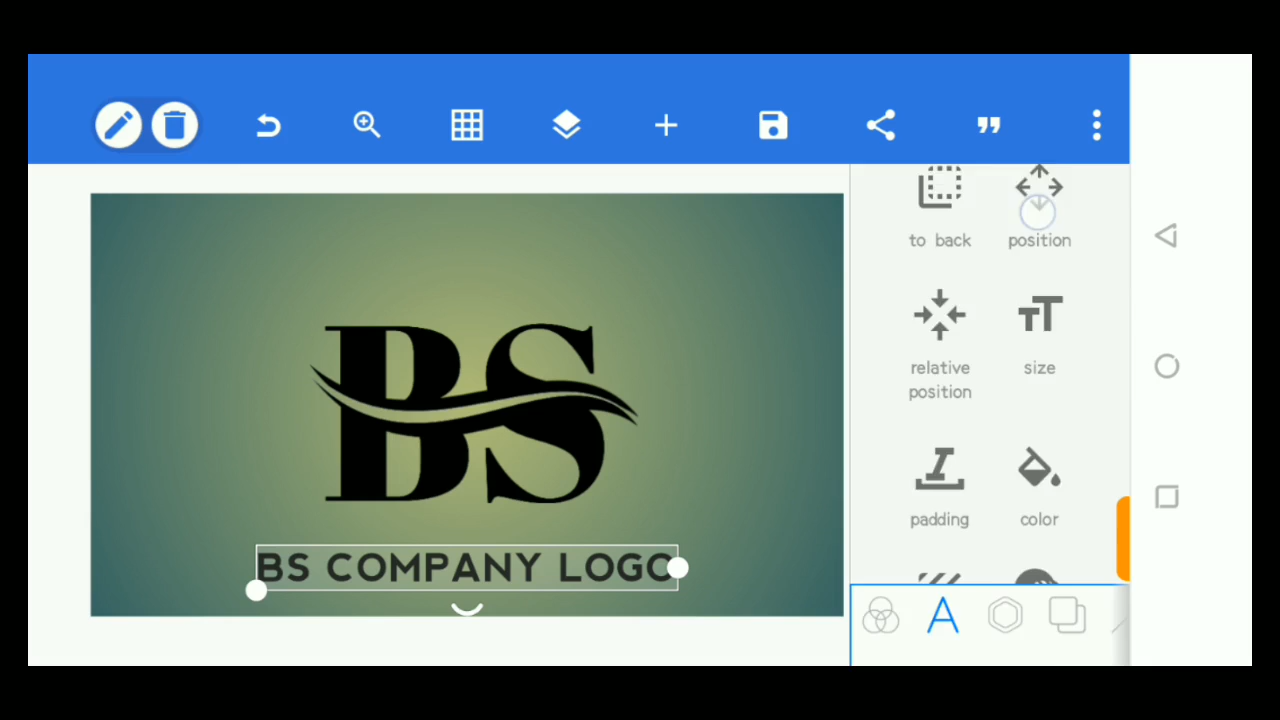 to back
position
BS
relative
position
size
padding
color
BS COMPANY LOGO
A